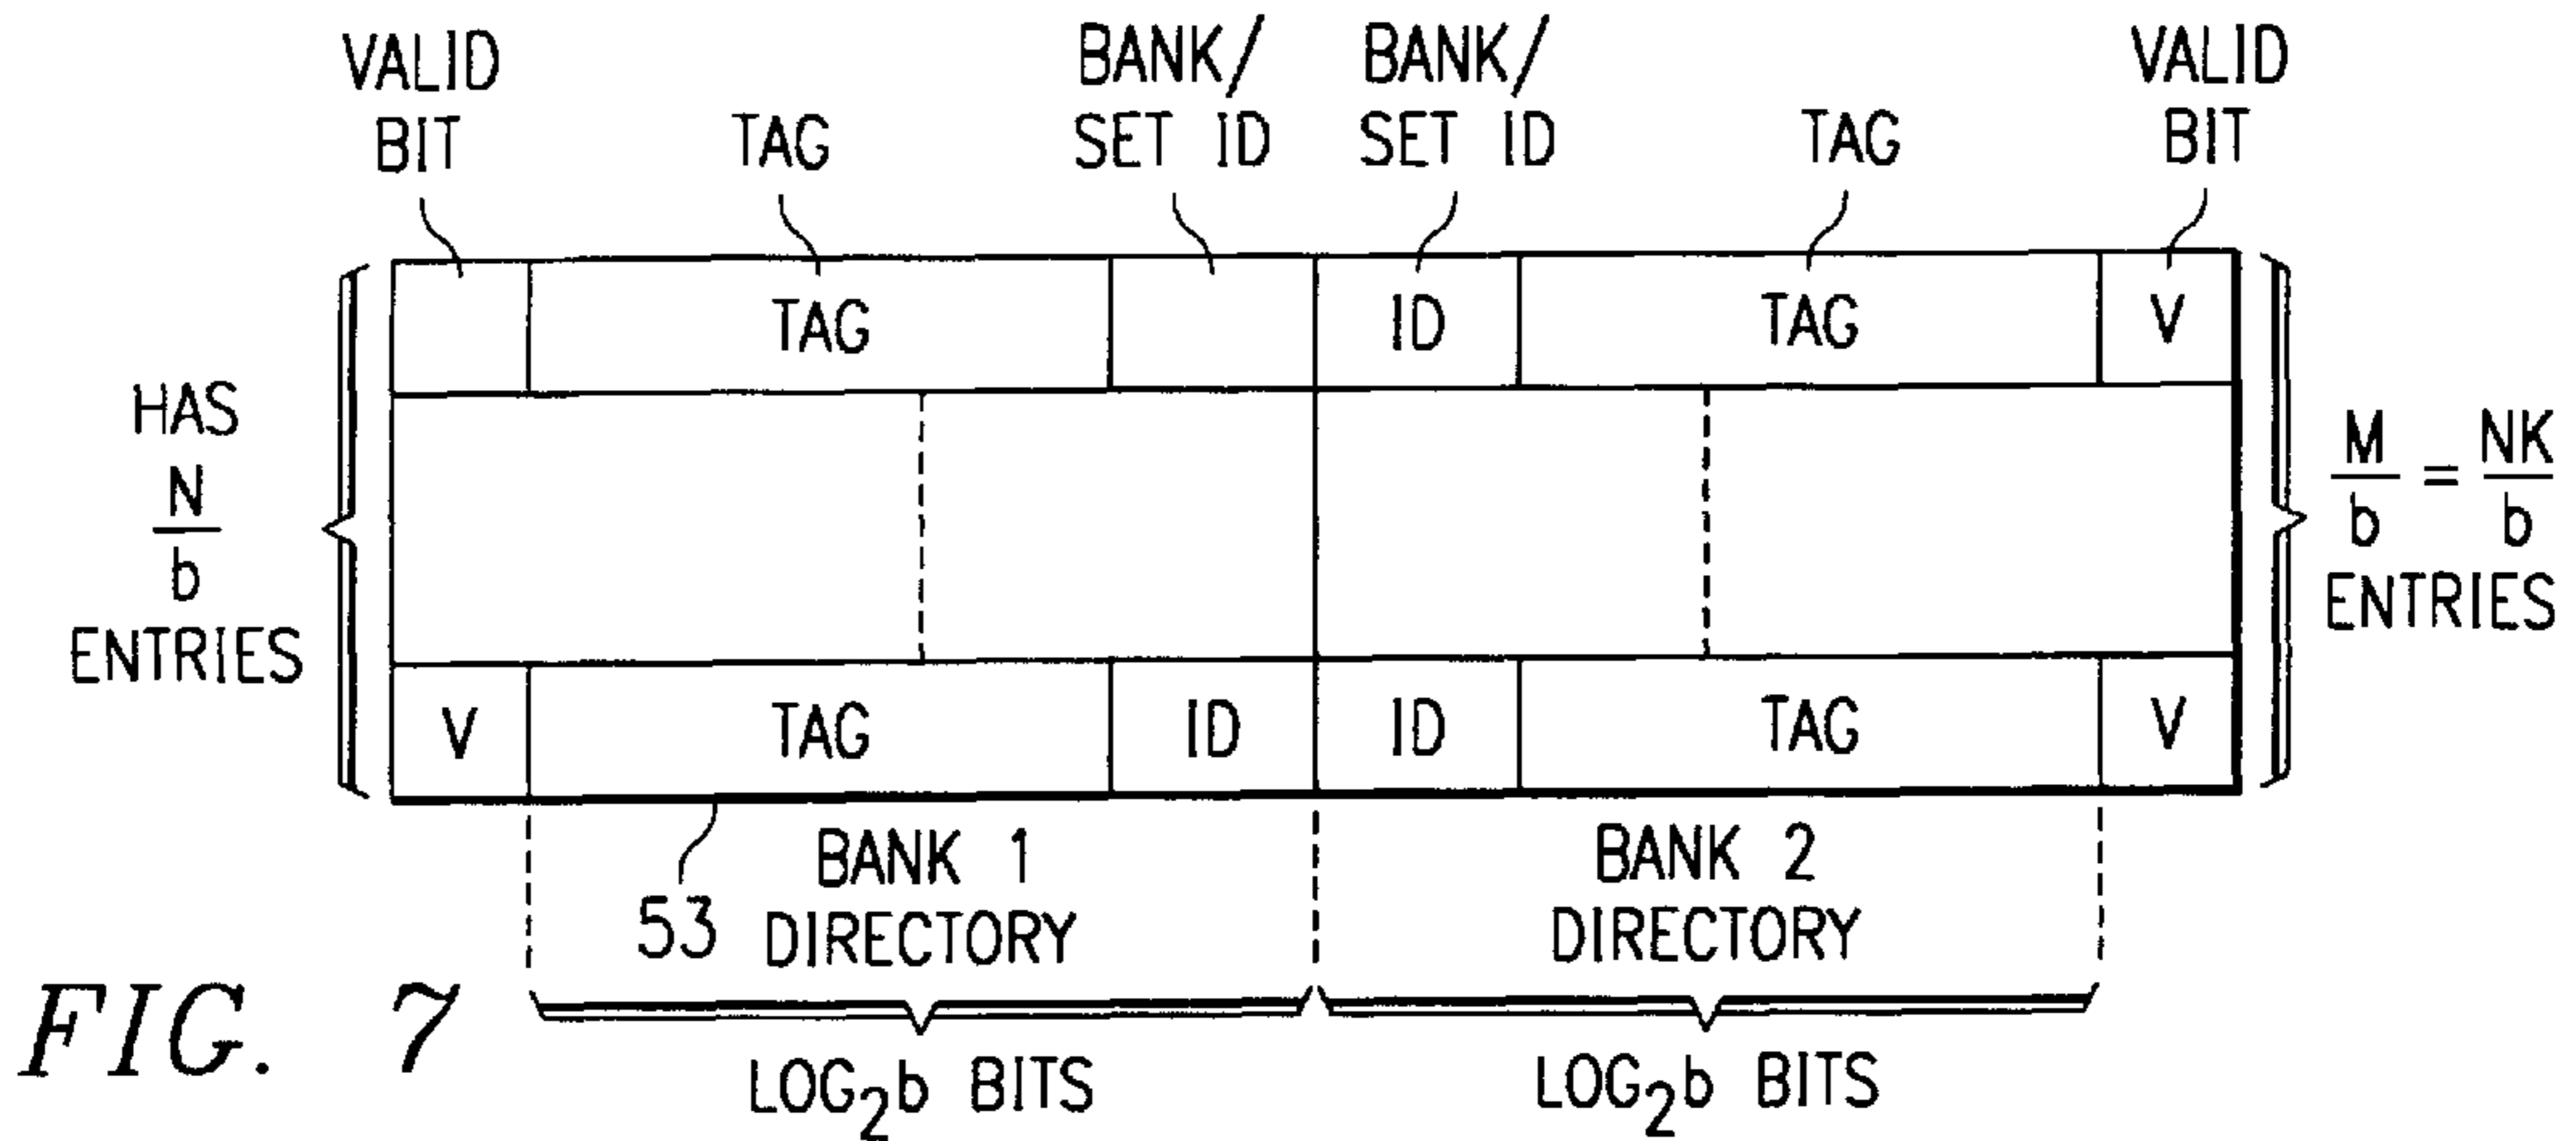 VALID
BIT
TAG
BANK/
SET ID
BANK/
SET ID
TAG
VALID
BIT
TAG
ID
TAG
V
HAS
N
b
ENTRIES
M/b = NK/b
ENTRIES
V
TAG
ID
ID
TAG
V
53
BANK 1
DIRECTORY
BANK 2
DIRECTORY
LOG₂b BITS
LOG₂b BITS
FIG. 7